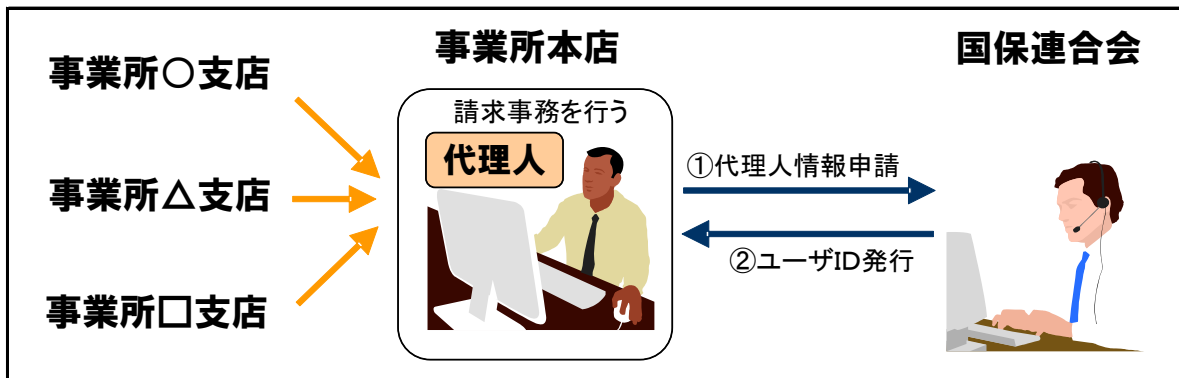 事業所○支店
事業所△支店
事業所□支店
事業所本店
請求事務を行う
代理人
①代理人情報申請
②ユーザID発行
国保連合会